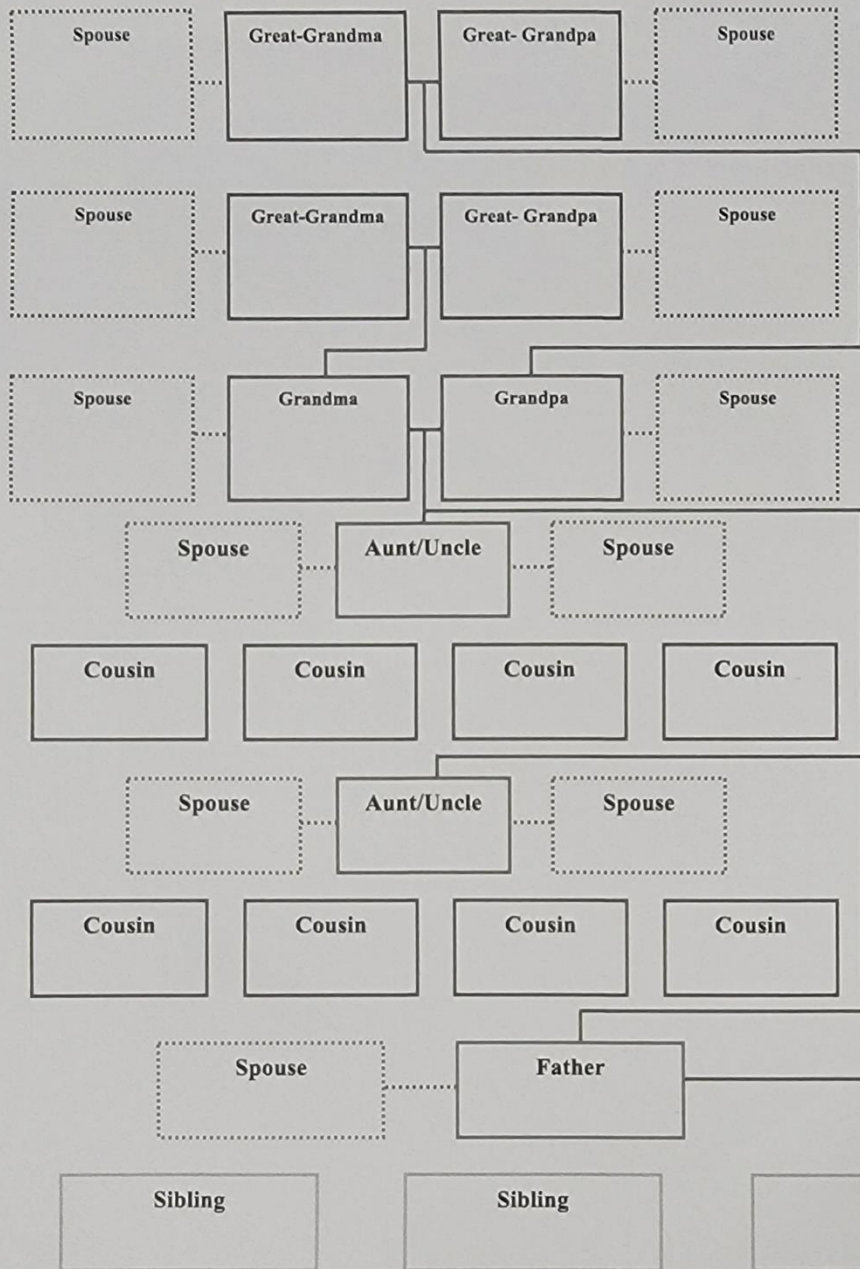 Spouse Great-Grandma Great- Grandpa Spouse
Spouse Great-Grandma Great- Grandpa Spouse
Spouse Grandma Grandpa Spouse
Spouse Aunt/Uncle Spouse
Cousin Cousin Cousin Cousin
Spouse Aunt/Uncle Spouse
Cousin Cousin Cousin Cousin
Spouse Father
Sibling Sibling